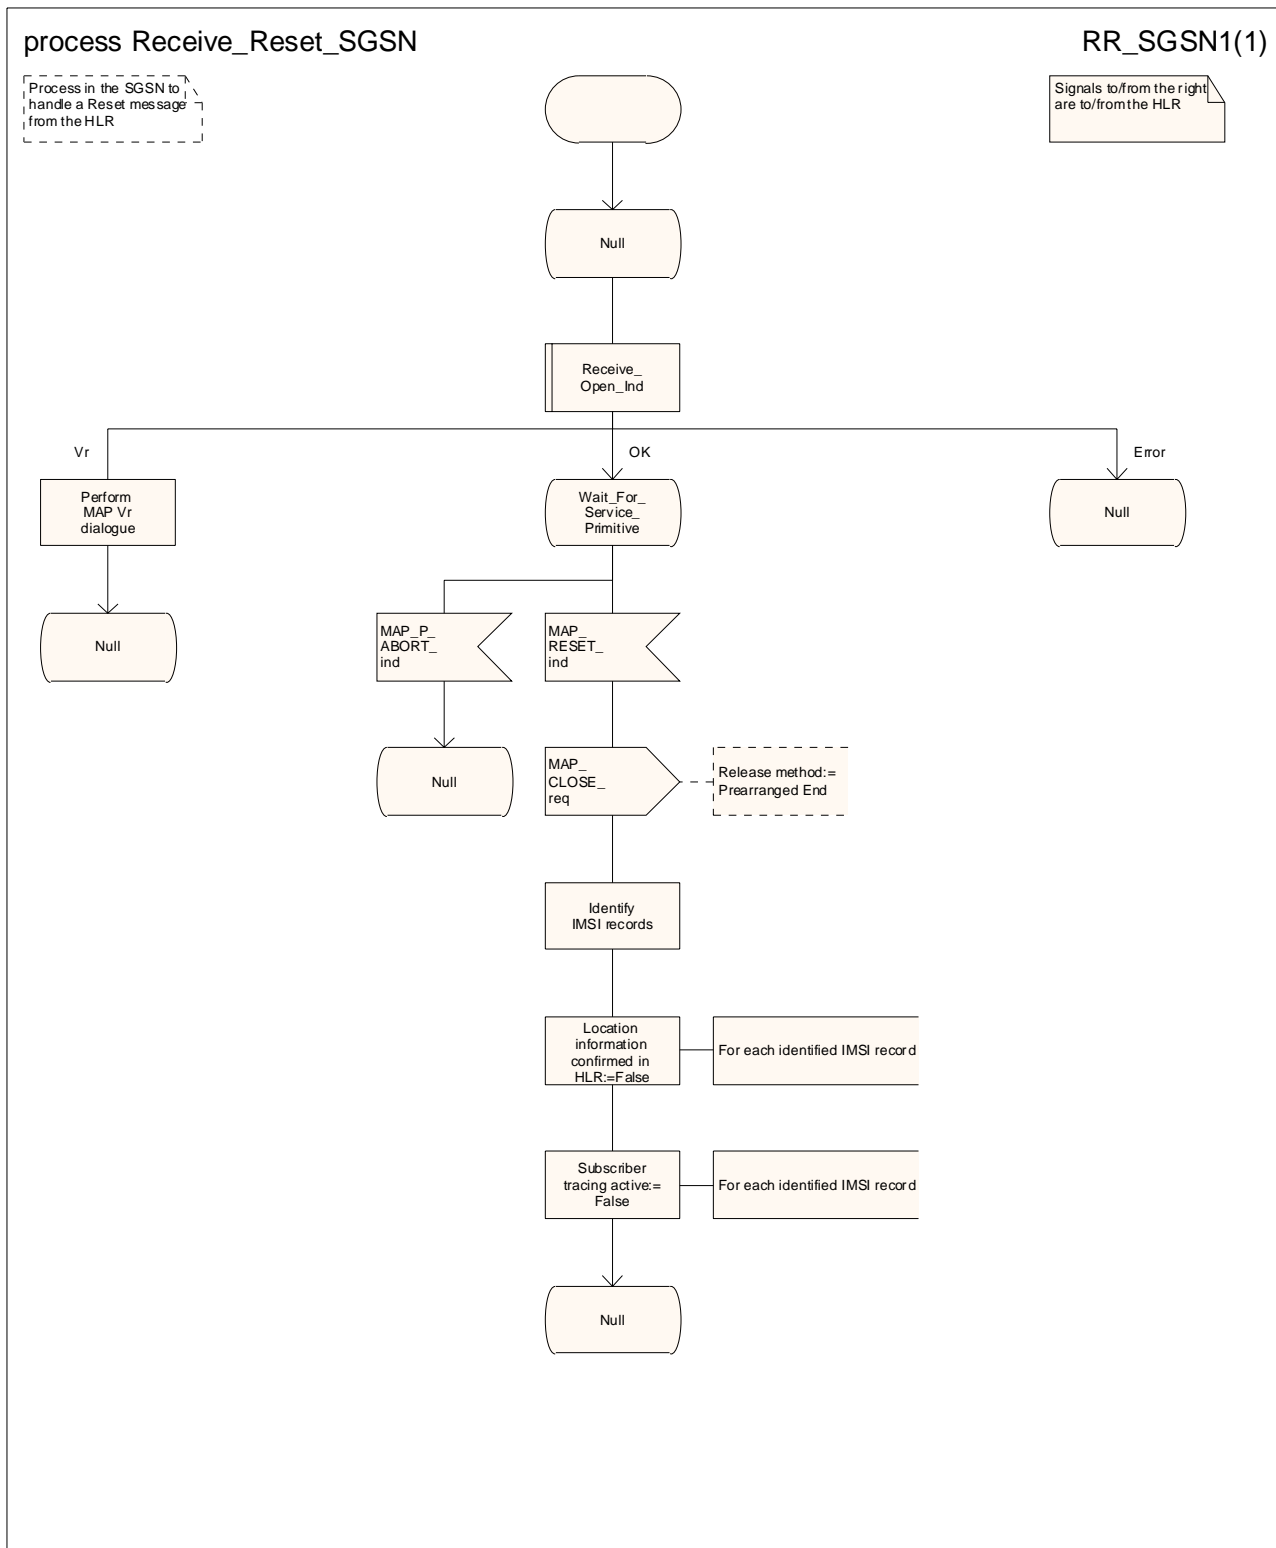 process Receive_Reset_SGSN
RR_SGSN1(1)
Process in the SGSN to
handle a Reset message
from the HLR
Signals to/from the right
are to/from the HLR
Null
Receive_
Open_Ind
Vr
OK
Error
Perform
MAP Vr
dialogue
Wait_For_
Service_
Primitive
Null
Null
MAP_P_
ABORT_
ind
MAP_
RESET_
ind
Null
MAP_
CLOSE_
req
Release method:=
Prearranged End
Identify
IMSI records
Location
information
confirmed in
HLR:=False
For each identified IMSI record
Subscriber
tracing active:=
False
For each identified IMSI record
Null